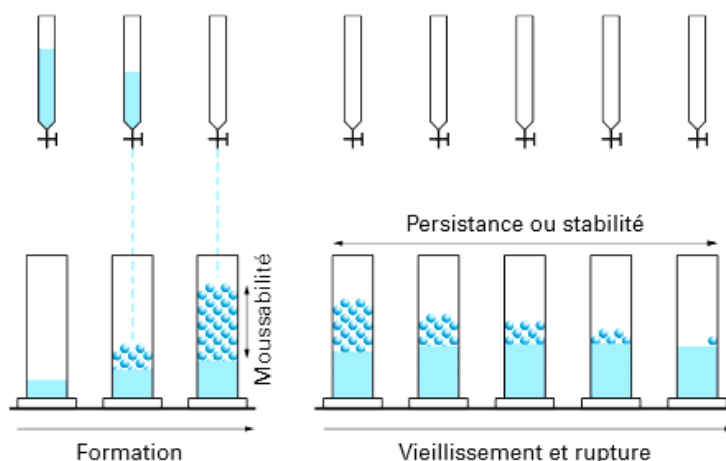 Persistance ou stabilité
Moussabilité
Formation
Vieillissement et rupture